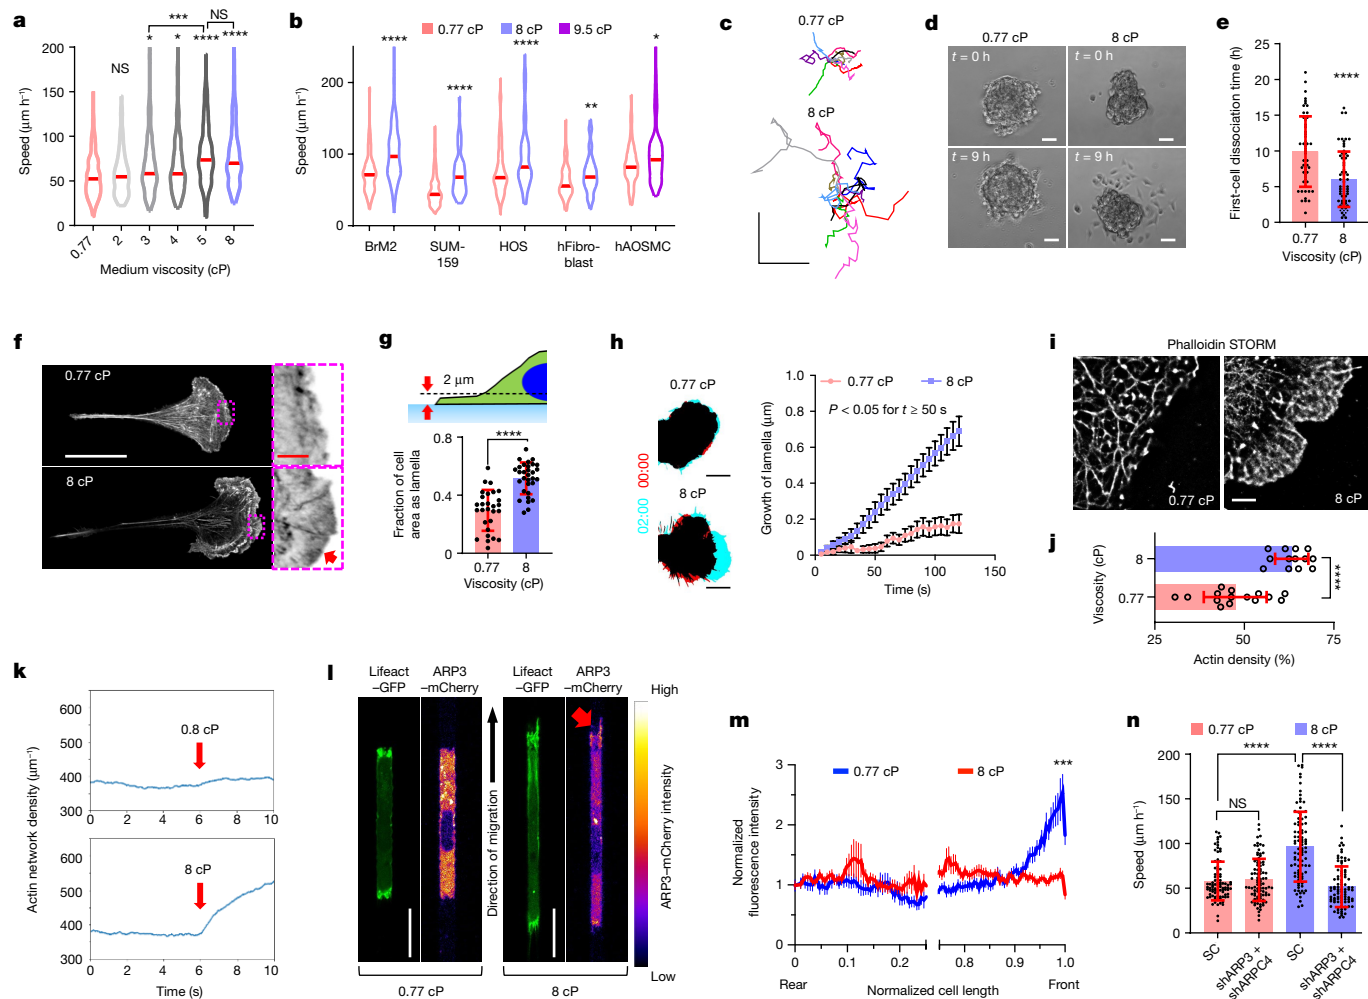 a
NS
***
*
*
****
NS
****
Speed (µm h⁻¹)
200
150
100
50
0
0.77
2
3
4
5
8
Medium viscosity (cP)
b
0.77 cP
8 cP
9.5 cP
****
****
****
**
*
Speed (µm h⁻¹)
200
100
0
BrM2
SUM-
159
HOS
hFibro-
blast
hAOSMC
c
0.77 cP
8 cP
d
0.77 cP
8 cP
t = 0 h
t = 0 h
t = 9 h
t = 9 h
e
First-cell dissociation time (h)
25
20
15
10
5
0
****
0.77
8
Viscosity (cP)
f
0.77 cP
8 cP
g
2 µm
****
Fraction of cell
area as lamella
0.8
0.4
0
0.77
8
Viscosity (cP)
h
0.77 cP
8 cP
02:00 00:00
Growth of lamella (µm)
1.0
0.8
0.6
0.4
0.2
0
0.77 cP
8 cP
P < 0.05 for t ≥ 50 s
0
50
100
150
Time (s)
i
Phalloidin STORM
0.77 cP
8 cP
j
Viscosity (cP)
8
0.77
****
25
50
75
Actin density (%)
k
Actin network density (µm⁻¹)
600
500
400
300
0.8 cP
0 2 4 6 8 10
600
500
400
300
8 cP
0 2 4 6 8 10
Time (s)
l
Lifeact
–GFP
ARP3
–mCherry
Lifeact
–GFP
ARP3
–mCherry
Direction of migration
High
ARP3–mCherry intensity
Low
0.77 cP
8 cP
m
0.77 cP
8 cP
***
Normalized
fluorescence intensity
4
3
2
1
0
0
0.1
0.2
0.8
0.9
1.0
Rear
Normalized cell length
Front
n
0.77 cP
8 cP
****
****
NS
Speed (µm h⁻¹)
200
150
100
50
0
SC
shARP3 +
shARPC4
SC
shARP3 +
shARPC4